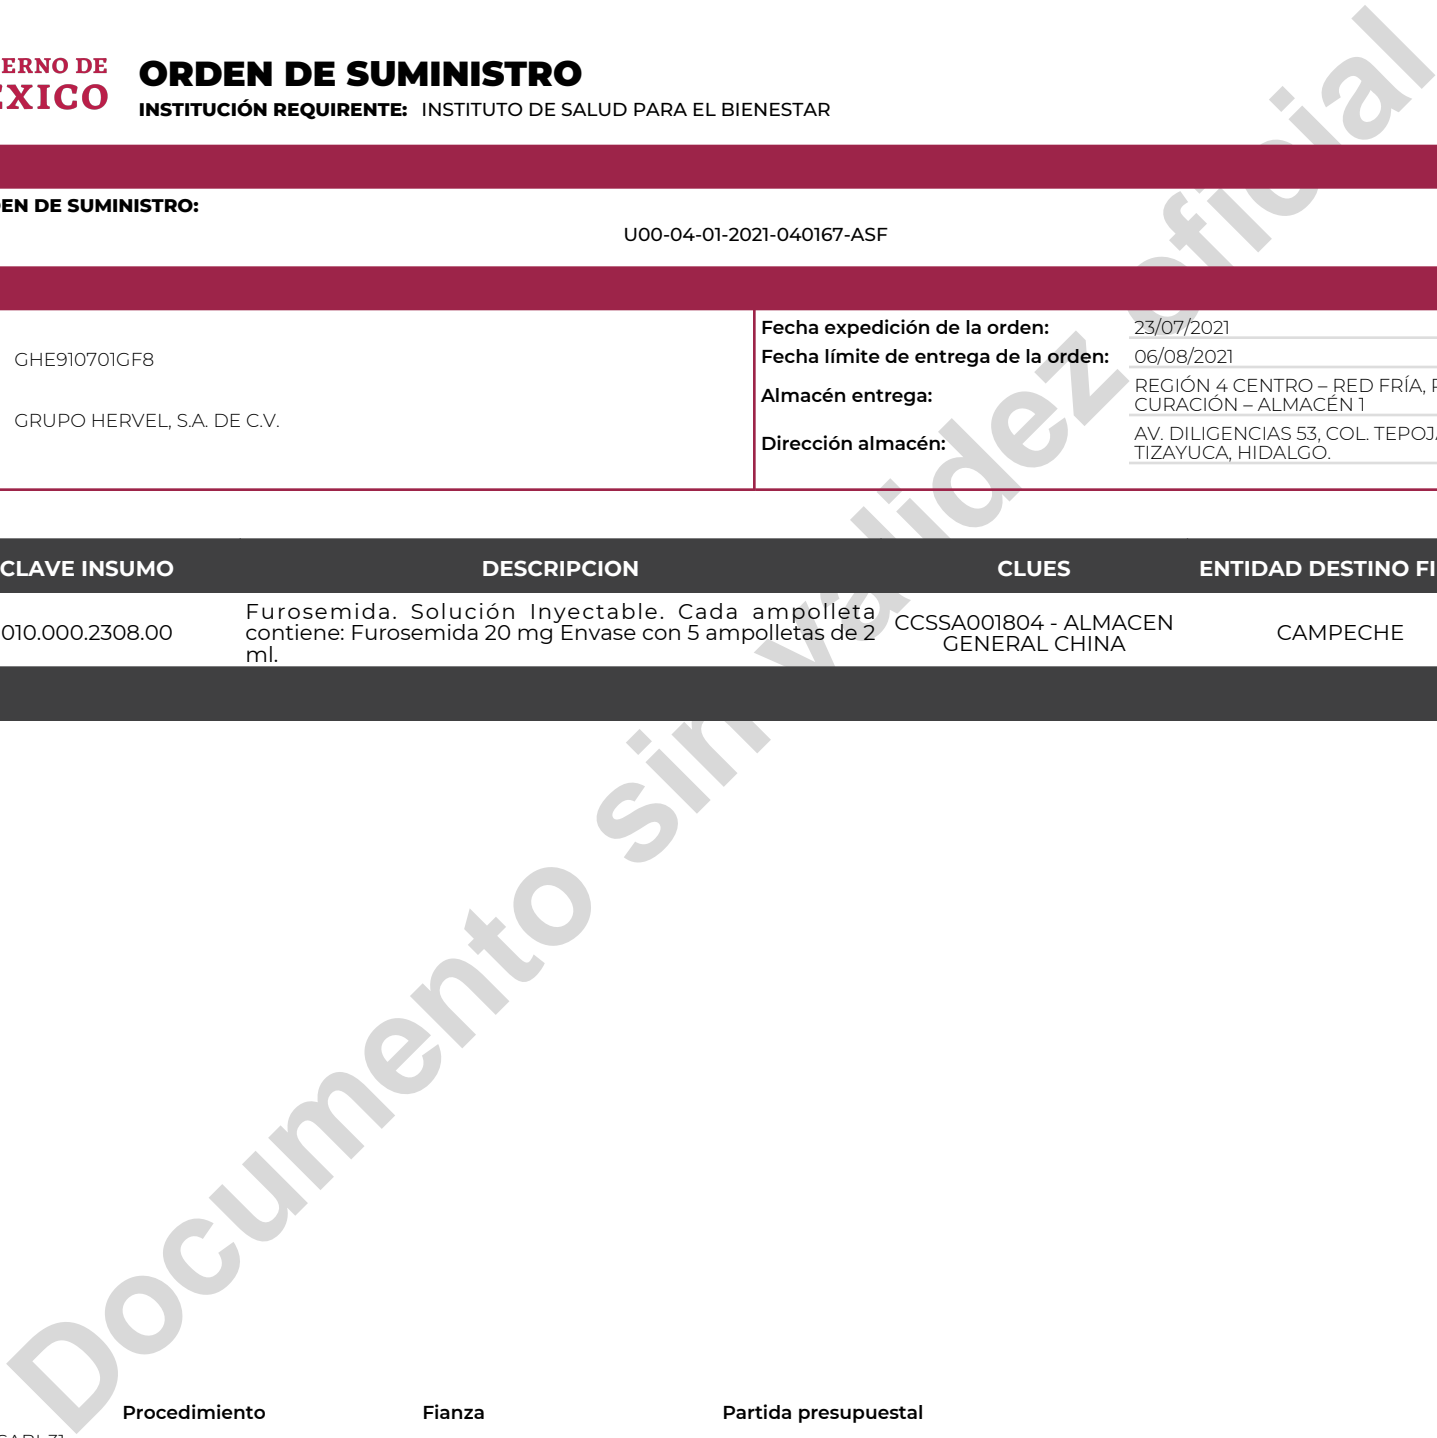 ERNO DE
ÉXICO
ORDEN DE SUMINISTRO
INSTITUCIÓN REQUIRENTE: INSTITUTO DE SALUD PARA EL BIENESTAR
EN DE SUMINISTRO:
U00-04-01-2021-040167-ASF
GHE910701GF8
GRUPO HERVEL, S.A. DE C.V.
Fecha expedición de la orden: 23/07/2021
Fecha límite de entrega de la orden: 06/08/2021
Almacén entrega: REGIÓN 4 CENTRO – RED FRÍA,
CURACIÓN – ALMACÉN 1
Dirección almacén: AV. DILIGENCIAS 53, COL. TEPOJ
TIZAYUCA, HIDALGO.
CLAVE INSUMO DESCRIPCION CLUES ENTIDAD DESTINO FI
010.000.2308.00
Furosemida. Solución Inyectable. Cada ampolleta
contiene: Furosemida 20 mg Envase con 5 ampolletas de 2
ml.
CCSSA001804 - ALMACEN
GENERAL CHINA
CAMPECHE
Documento sin validez oficial
Procedimiento Fianza Partida presupuestal